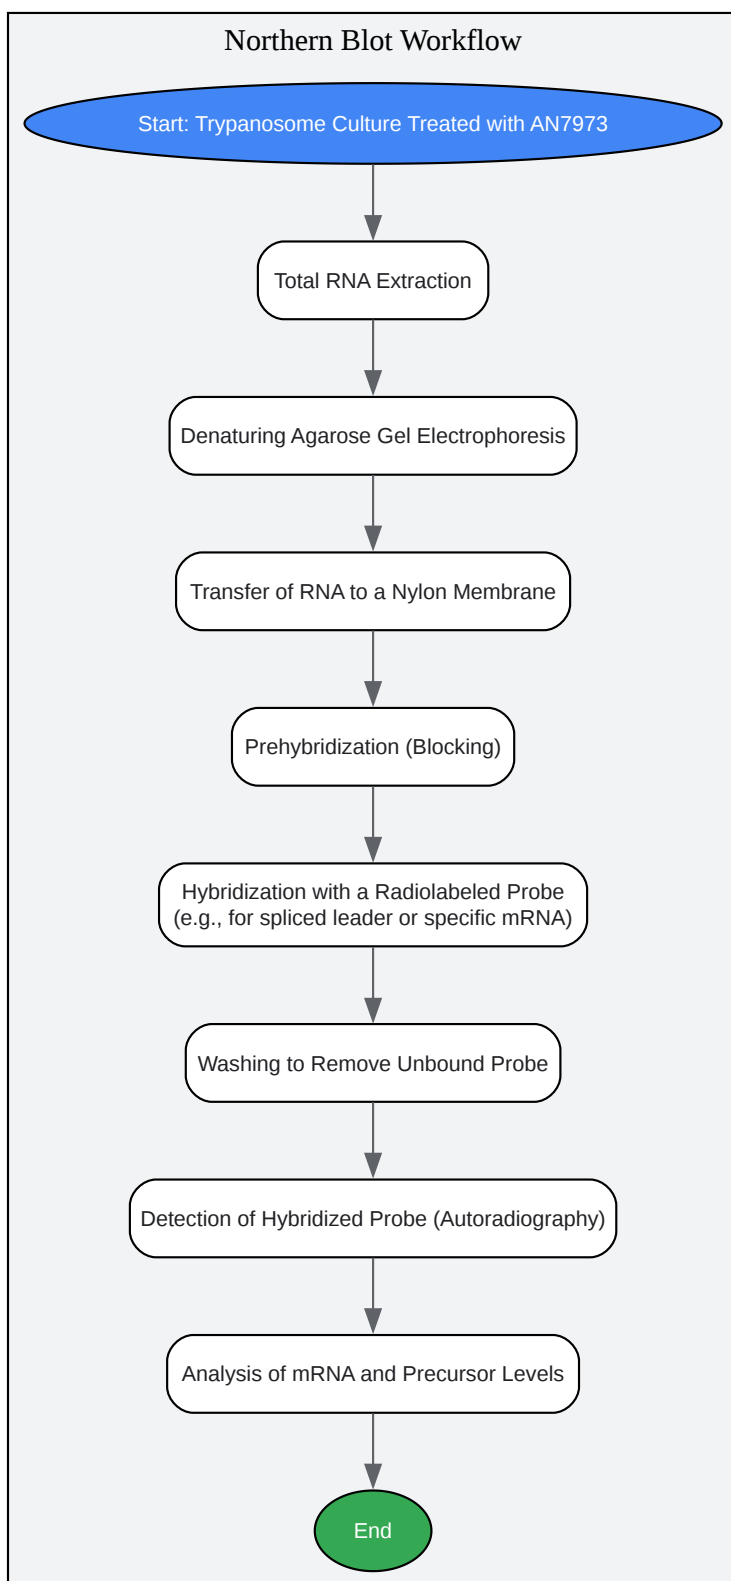 Northern Blot Workflow
Start: Trypanosome Culture Treated with AN7973
Total RNA Extraction
Denaturing Agarose Gel Electrophoresis
Transfer of RNA to a Nylon Membrane
Prehybridization (Blocking)
Hybridization with a Radiolabeled Probe
(e.g., for spliced leader or specific mRNA)
Washing to Remove Unbound Probe
Detection of Hybridized Probe (Autoradiography)
Analysis of mRNA and Precursor Levels
End